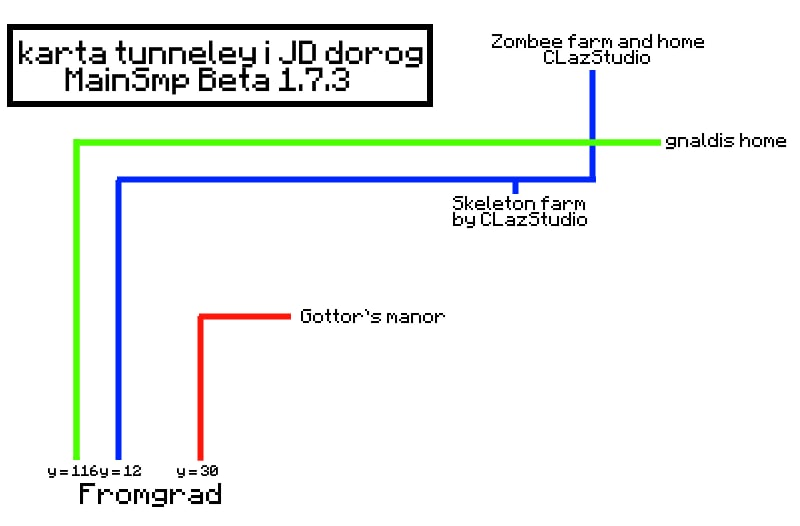 karta tunneley i JD dorog
MainSmp Beta 1.7.3
Zombee farm and home
CLazStudio
gnaldis home
Skeleton farm
by CLazStudio
Gottor's manor
y=116 y=12 y=30
Fromgrad